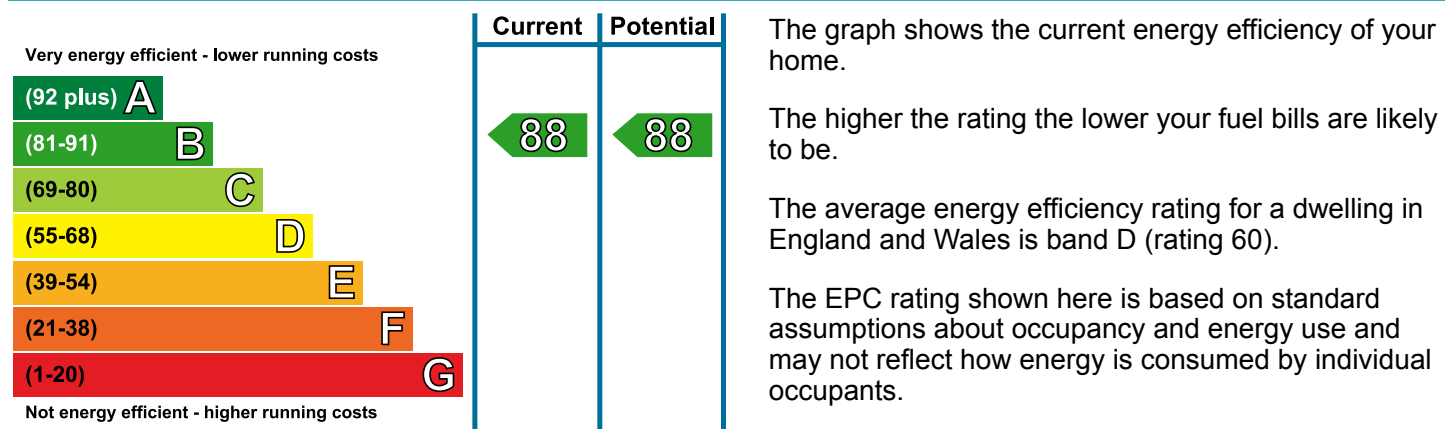 Current Potential
Very energy efficient - lower running costs
(92 plus) A
(81-91) B
88 88
(69-80) C
(55-68) D
(39-54) E
(21-38) F
(1-20) G
Not energy efficient - higher running costs
The graph shows the current energy efficiency of your
home.
The higher the rating the lower your fuel bills are likely
to be.
The average energy efficiency rating for a dwelling in
England and Wales is band D (rating 60).
The EPC rating shown here is based on standard
assumptions about occupancy and energy use and
may not reflect how energy is consumed by individual
occupants.